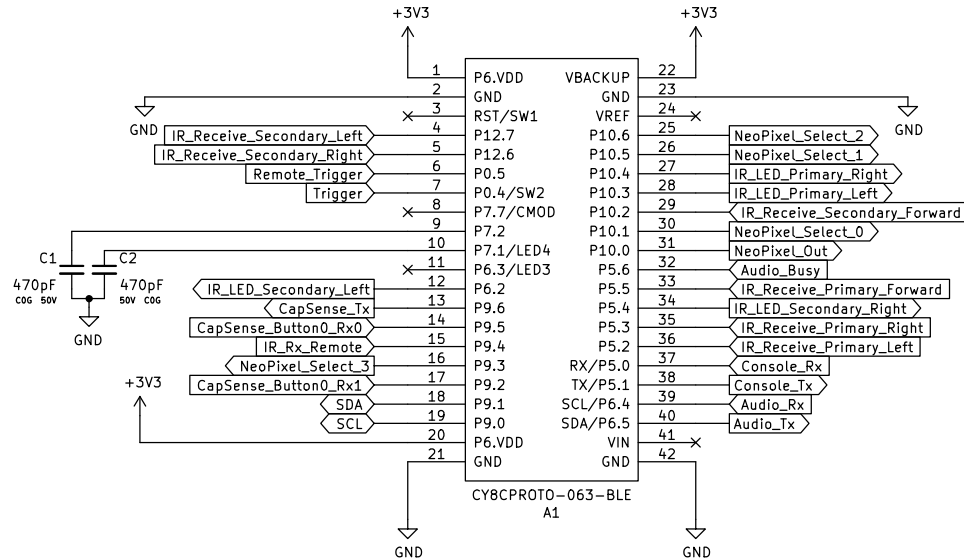 +3V3 +3V3
1 P6.VDD VBACKUP 22
2 GND GND 23
GND 3 RST/SW1 VREF 24 GND
IR_Receive_Secondary_Left 4 P12.7 P10.6 25 NeoPixel_Select_2
IR_Receive_Secondary_Right 5 P12.6 P10.5 26 NeoPixel_Select_1
Remote_Trigger 6 P0.5 P10.4 27 IR_LED_Primary_Right
Trigger 7 P0.4/SW2 P10.3 28 IR_LED_Primary_Left
8 P7.7/CMOD P10.2 29 IR_Receive_Secondary_Forward
9 P7.2 P10.1 30 NeoPixel_Select_0
C1 C2 10 P7.1/LED4 P10.0 31 NeoPixel_Out
11 P6.3/LED3 P5.6 32 Audio_Busy
470pF 470pF
C0G 50V 50V C0G
IR_LED_Secondary_Left 12 P6.2 P5.5 33 IR_Receive_Primary_Forward
CapSense_Tx 13 P9.6 P5.4 34 IR_LED_Secondary_Right
CapSense_Button0_Rx0 14 P9.5 P5.3 35 IR_Receive_Primary_Right
GND
IR_Rx_Remote 15 P9.4 P5.2 36 IR_Receive_Primary_Left
NeoPixel_Select_3 16 P9.3 RX/P5.0 37 Console_Rx
+3V3 CapSense_Button0_Rx1 17 P9.2 TX/P5.1 38 Console_Tx
SDA 18 P9.1 SCL/P6.4 39 Audio_Rx
SCL 19 P9.0 SDA/P6.5 40 Audio_Tx
20 P6.VDD VIN 41
21 GND GND 42
CY8CPROTO-063-BLE
A1
GND GND